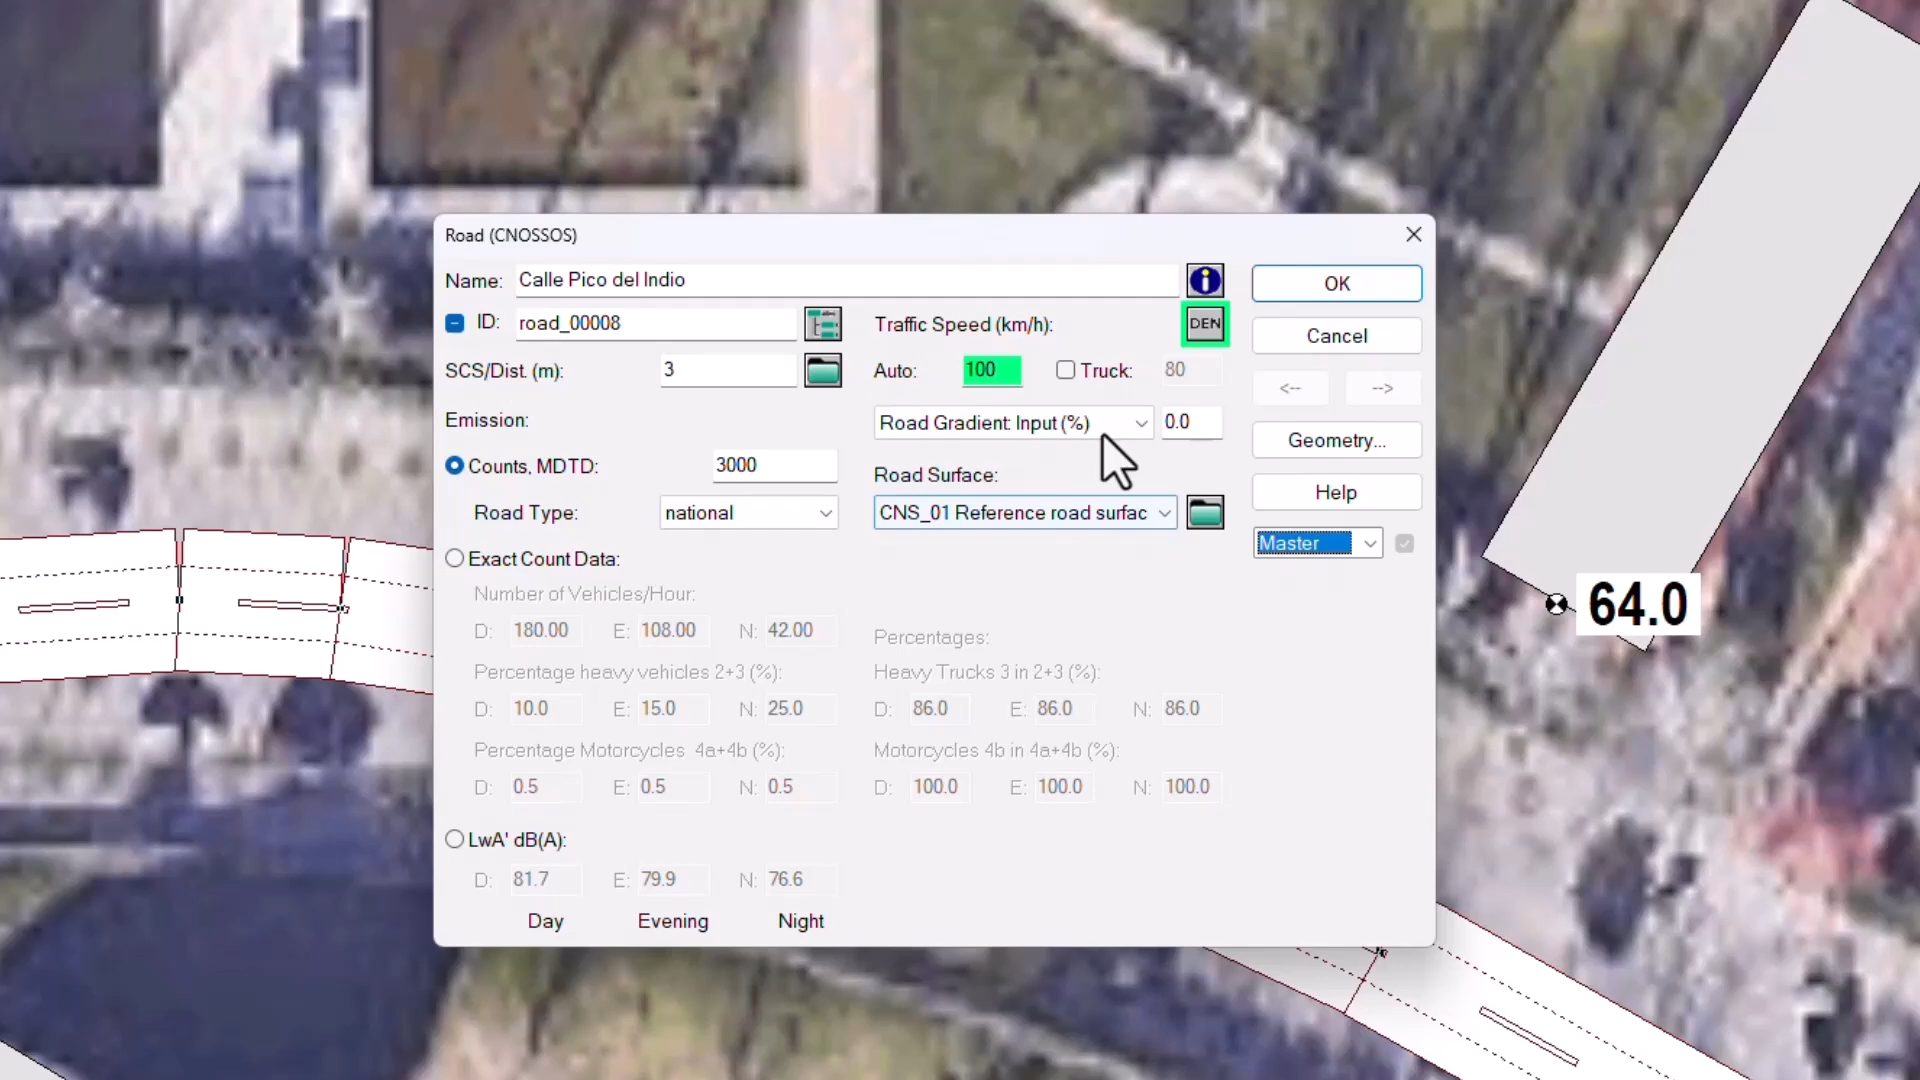 Road (CNOSSOS)
Name: Calle Pico del Indio
OK
ID: road_00008
Traffic Speed (km/h): DEN
Cancel
SCS/Dist. (m): 3
Auto: 100 Truck: 80
<-- -->
Emission:
Road Gradient: Input (%) 0.0
Geometry...
Counts, MDTD: 3000
Road Surface:
Help
Road Type: national
CNS_01 Reference road surfac
Master
Exact Count Data:
Number of Vehicles/Hour:
D: 180.00 E: 108.00 N: 42.00
Percentages:
Percentage heavy vehicles 2+3 (%):
Heavy Trucks 3 in 2+3 (%):
D: 10.0 E: 15.0 N: 25.0
D: 86.0 E: 86.0 N: 86.0
Percentage Motorcycles 4a+4b (%):
Motorcycles 4b in 4a+4b (%):
D: 0.5 E: 0.5 N: 0.5
D: 100.0 E: 100.0 N: 100.0
LwA' dB(A):
D: 81.7 E: 79.9 N: 76.6
Day Evening Night
64.0